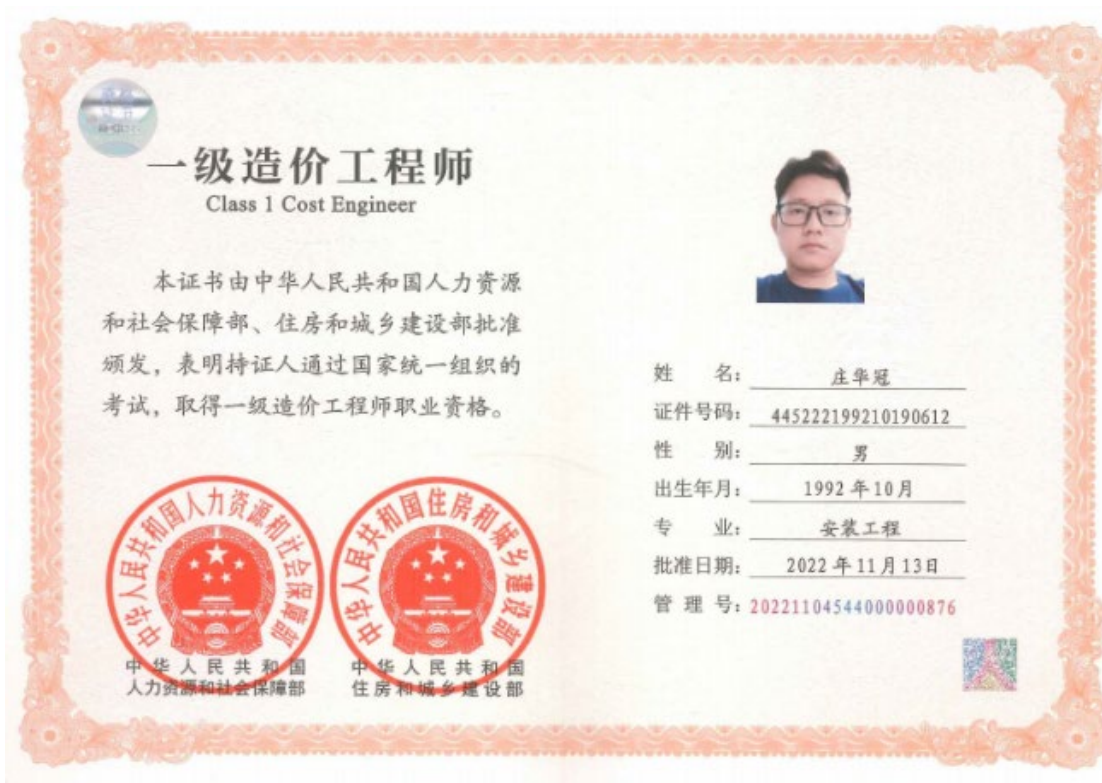 一级造价工程师
Class 1 Cost Engineer
本证书由中华人民共和国人力资源
和社会保障部、住房和城乡建设部批准
颁发，表明持证人通过国家统一组织的
考试，取得一级造价工程师职业资格。
中华人民共和国人力资源和社会保障部
中华人民共和国
人力资源和社会保障部
中华人民共和国住房和城乡建设部
中华人民共和国
住房和城乡建设部
姓 名：庄华冠
证件号码：445222199210190612
性 别：男
出生年月：1992年10月
专 业：安装工程
批准日期：2022年11月13日
管 理 号：20221104544000000876